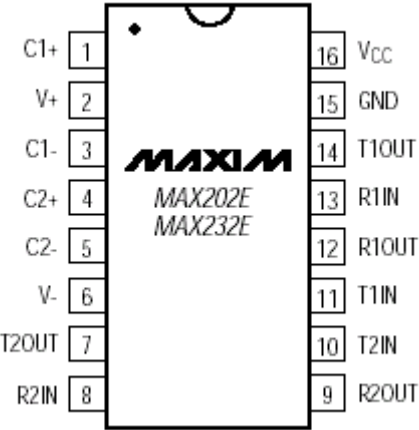 C1+ 1 16 VCC
V+ 2 15 GND
C1- 3 MAXIM 14 T1OUT
C2+ 4 MAX202E 13 R1IN
MAX232E
C2- 5 12 R1OUT
V- 6 11 T1IN
T2OUT 7 10 T2IN
R2IN 8 9 R2OUT